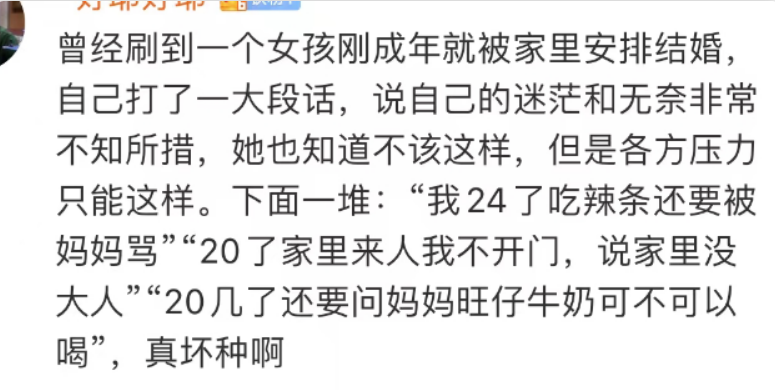 曾经刷到一个女孩刚成年就被家里安排结婚，
自己打了一大段话，说自己的迷茫和无奈非常
不知所措，她也知道不该这样，但是各方压力
只能这样。下面一堆：“我24了吃辣条还要被
妈妈骂”“20了家里来人我不开门，说家里没
大人”“20几了还要问妈妈旺仔牛奶可不可以
喝”，真坏种啊